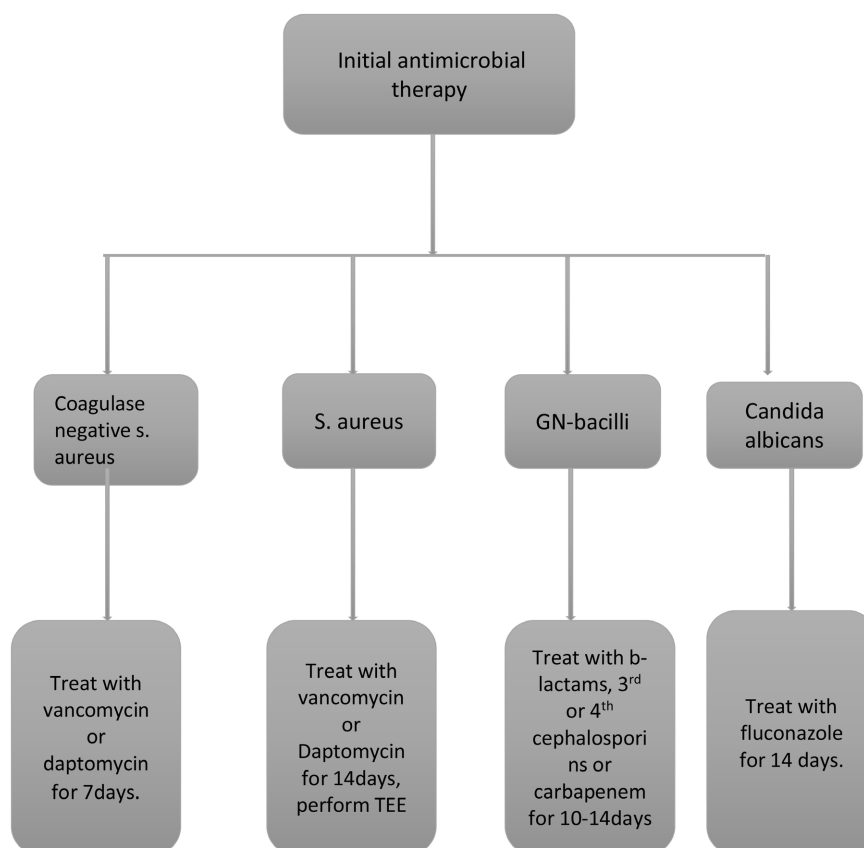 Initial antimicrobial
therapy
Coagulase
negative s.
aureus
S. aureus
GN-bacilli
Candida
albicans
Treat with
vancomycin
or
daptomycin
for 7days.
Treat with
vancomycin
or
Daptomycin
for 14days,
perform TEE
Treat with b-
lactams, 3rd
or 4th
cephalospori
ns or
carbapenem
for 10-14days
Treat with
fluconazole
for 14 days.